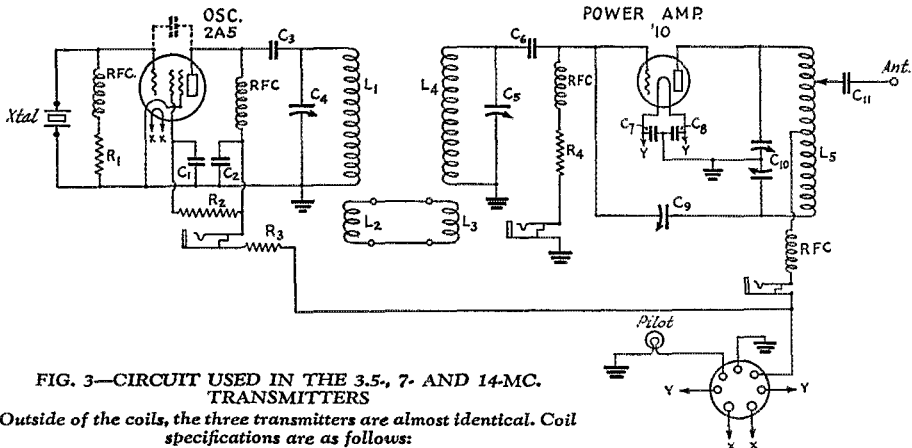 OSC.
2A5
POWER AMP.
'10
C3
C6
RFC.
RFC
RFC
Ant.
C4
L1
L4
C5
C7
C8
C11
Xtal
R1
C1
C2
R4
Y
Y
C10
L5
x
x
R2
C9
L2
L3
R3
RFC
Pilot
Y
Y
x
x
FIG. 3—CIRCUIT USED IN THE 3.5-, 7- AND 14-MC.
TRANSMITTERS
Outside of the coils, the three transmitters are almost identical. Coil
specifications are as follows: